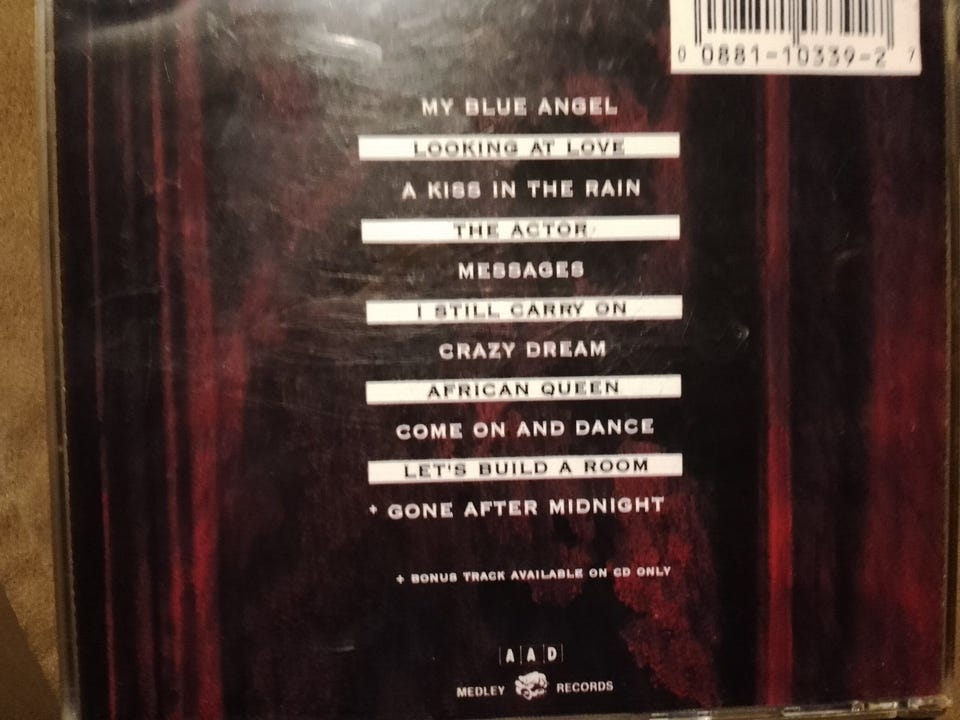 0 0881-10339-2 7
MY BLUE ANGEL
LOOKING AT LOVE
A KISS IN THE RAIN
THE ACTOR
MESSAGES
I STILL CARRY ON
CRAZY DREAM
AFRICAN QUEEN
COME ON AND DANCE
LET'S BUILD A ROOM
+ GONE AFTER MIDNIGHT
+ BONUS TRACK AVAILABLE ON CD ONLY
|A|A|D|
MEDLEY RECORDS